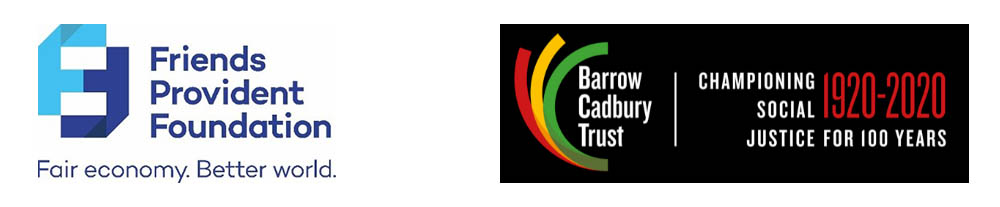 Friends
Provident
Foundation
Fair economy. Better world.
Barrow
Cadbury
Trust
CHAMPIONING
SOCIAL
1920-2020
JUSTICE FOR 100 YEARS